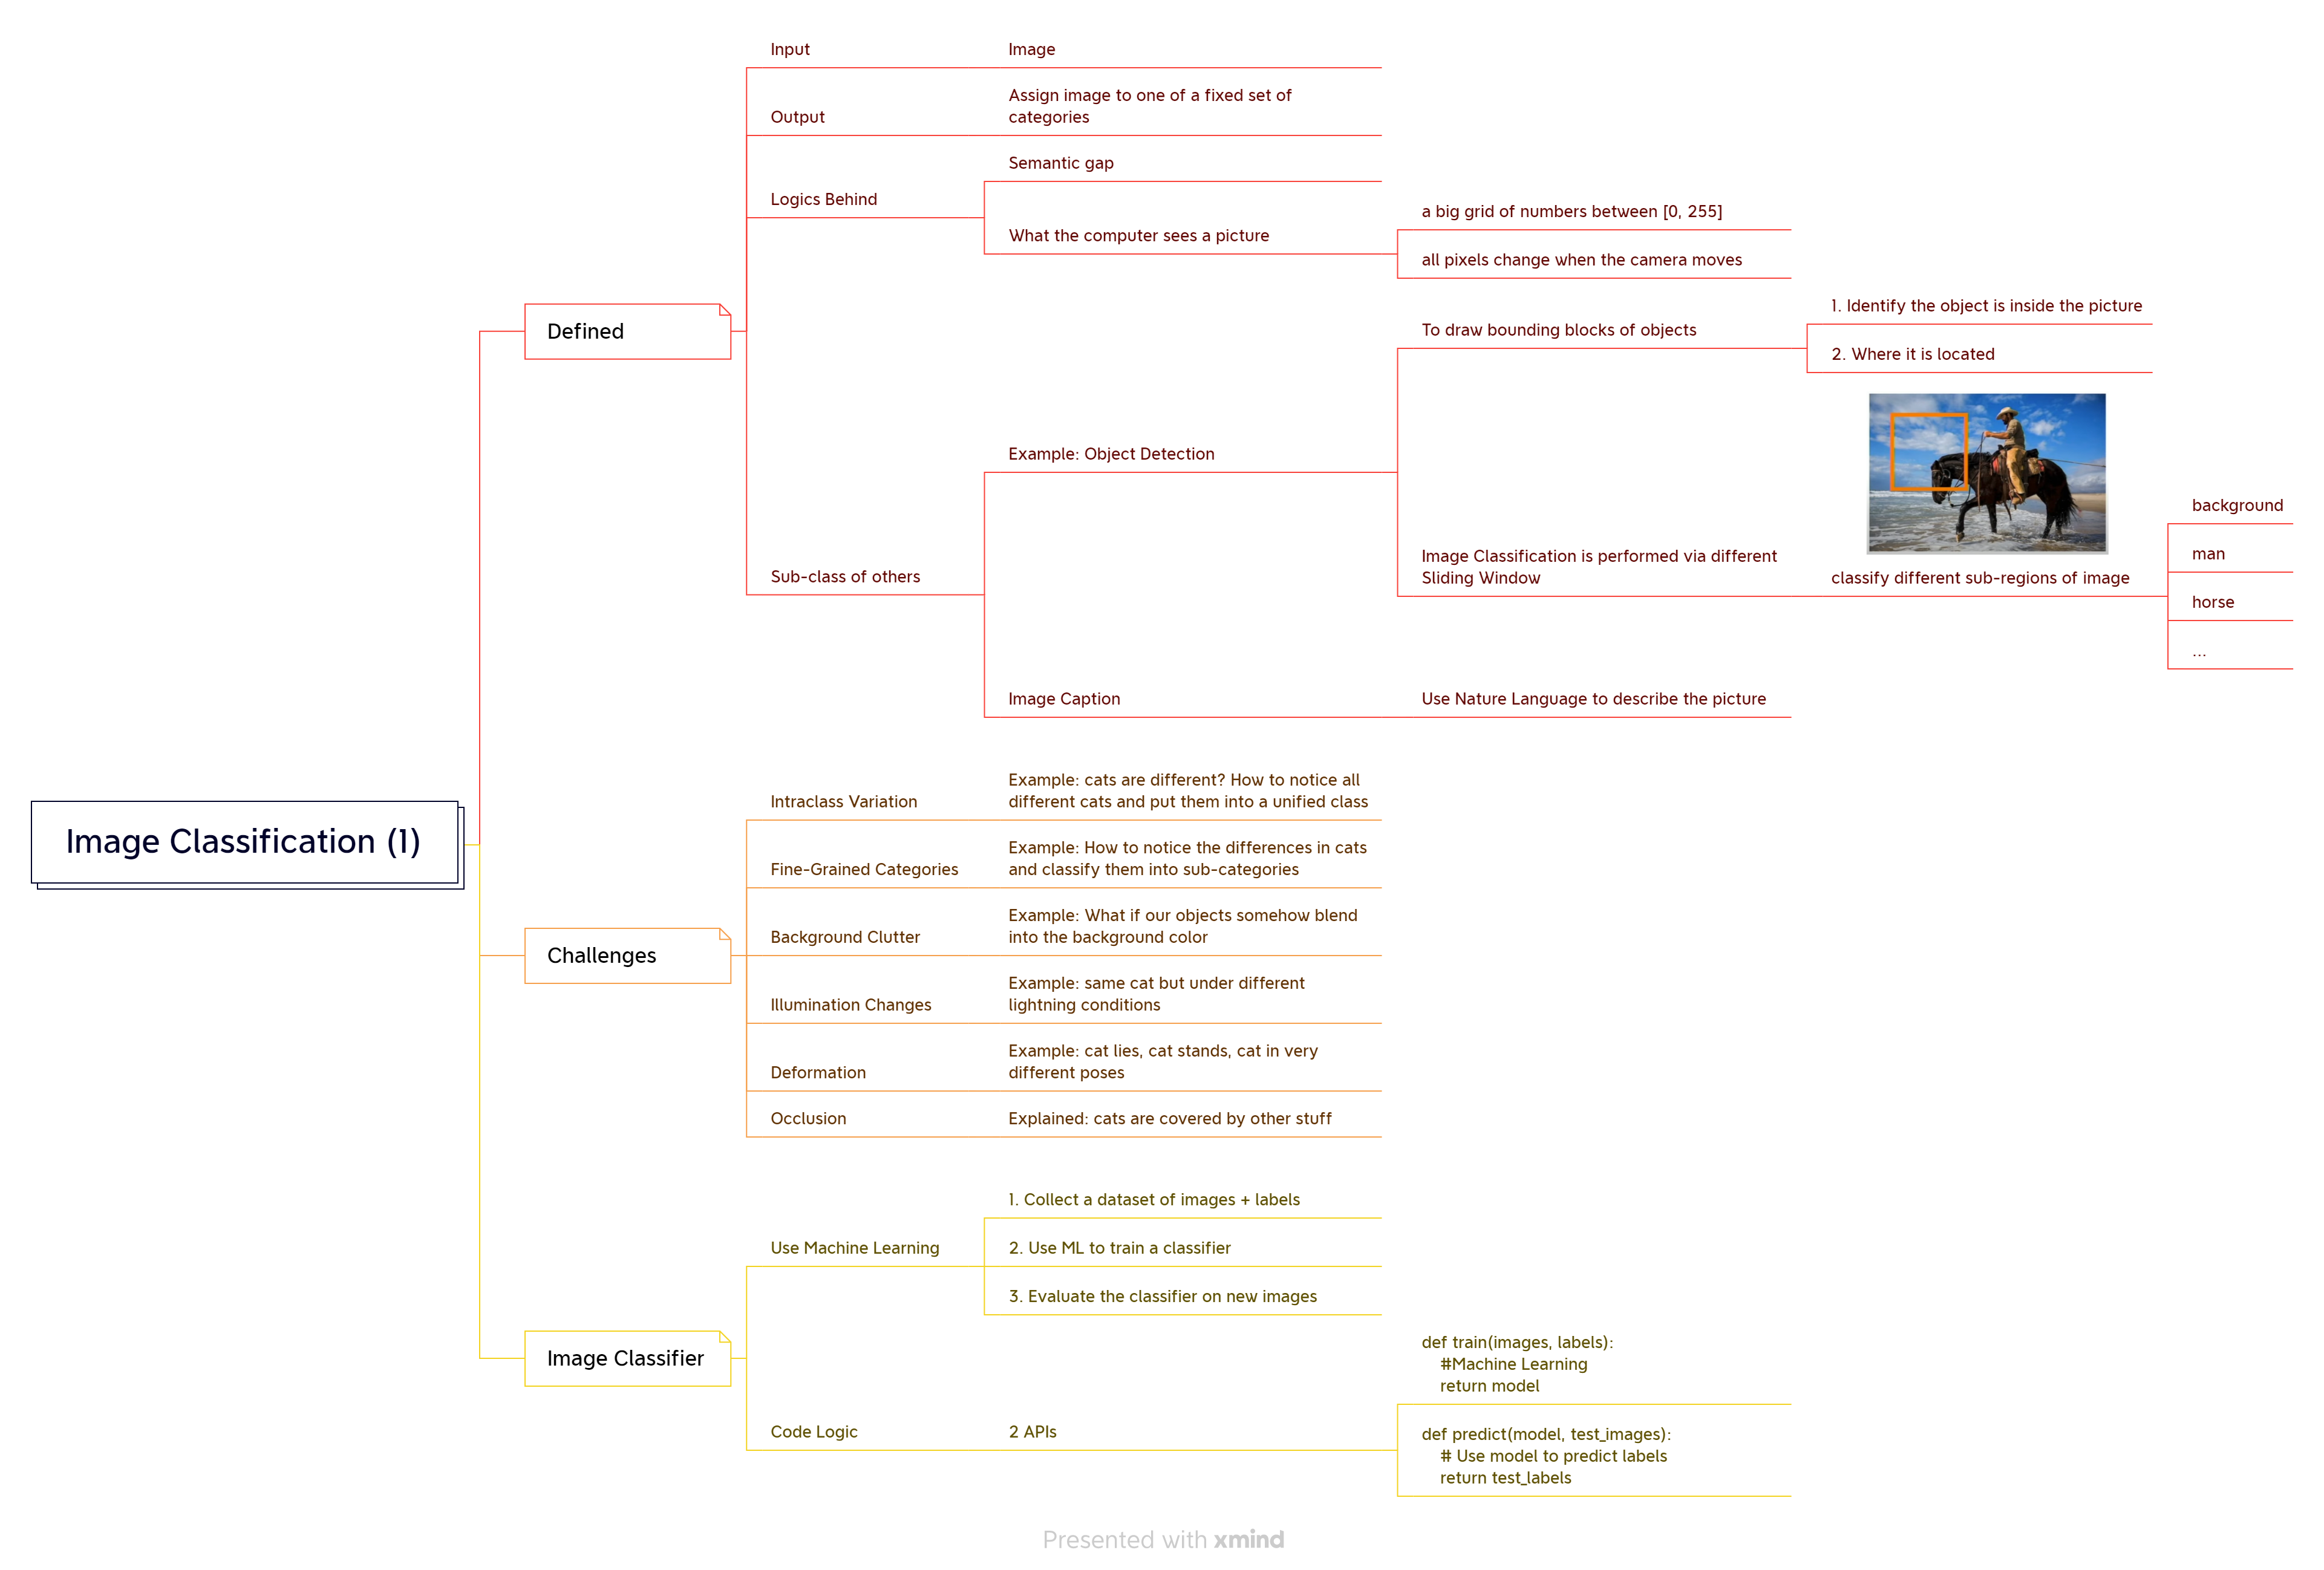 Image Classification (1)
Defined
Input
Image
Output
Assign image to one of a fixed set of
categories
Logics Behind
Semantic gap
What the computer sees a picture
a big grid of numbers between [0, 255]
all pixels change when the camera moves
Sub-class of others
Example: Object Detection
To draw bounding blocks of objects
1. Identify the object is inside the picture
2. Where it is located
Image Classification is performed via different
Sliding Window
classify different sub-regions of image
background
man
horse
...
Image Caption
Use Nature Language to describe the picture
Challenges
Intraclass Variation
Example: cats are different? How to notice all
different cats and put them into a unified class
Fine-Grained Categories
Example: How to notice the differences in cats
and classify them into sub-categories
Background Clutter
Example: What if our objects somehow blend
into the background color
Illumination Changes
Example: same cat but under different
lightning conditions
Deformation
Example: cat lies, cat stands, cat in very
different poses
Occlusion
Explained: cats are covered by other stuff
Image Classifier
Use Machine Learning
1. Collect a dataset of images + labels
2. Use ML to train a classifier
3. Evaluate the classifier on new images
Code Logic
2 APIs
def train(images, labels):
    #Machine Learning
    return model
def predict(model, test_images):
    # Use model to predict labels
    return test_labels
Presented with xmind